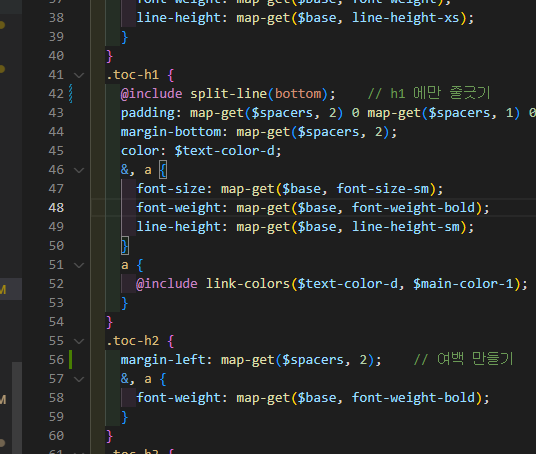 37 font-weight: map-get($base, font-weight);
38 line-height: map-get($base, line-height-xs);
39 }
40 }
41 .toc-h1 {
42 @include split-line(bottom);    // h1 에만 줄긋기
43 padding: map-get($spacers, 2) 0 map-get($spacers, 1) 0
44 margin-bottom: map-get($spacers, 2);
45 color: $text-color-d;
46 &, a {
47 font-size: map-get($base, font-size-sm);
48 font-weight: map-get($base, font-weight-bold);
49 line-height: map-get($base, line-height-sm);
50 }
51 a {
52 @include link-colors($text-color-d, $main-color-1);
53 }
54 }
55 .toc-h2 {
56 margin-left: map-get($spacers, 2);    // 여백 만들기
57 &, a {
58 font-weight: map-get($base, font-weight-bold);
59 }
60 }
M
M